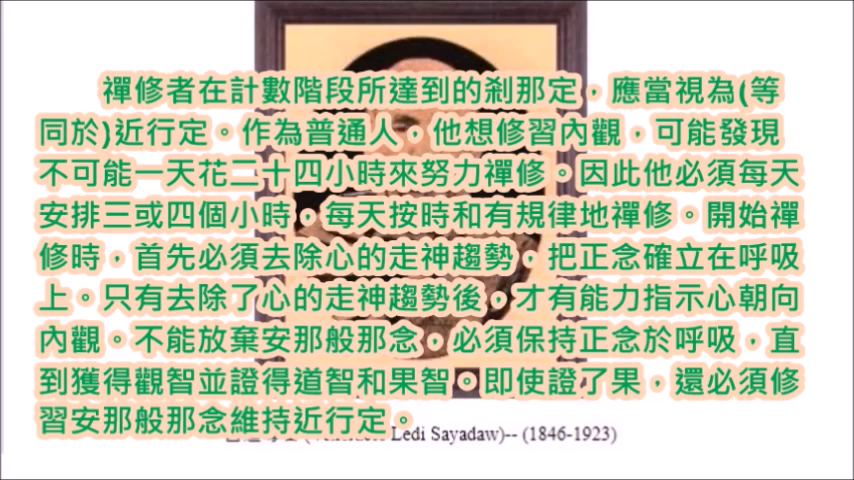 禪修者在計數階段所達到的剎那定，應當視為(等
同於)近行定。作為普通人，他想修習內觀，可能發現
不可能一天花二十四小時來努力禪修。因此他必須每天
安排三或四個小時，每天按時和有規律地禪修。開始禪
修時，首先必須去除心的走神趨勢，把正念確立在呼吸
上。只有去除了心的走神趨勢後，才有能力指示心朝向
內觀。不能放棄安那般那念，必須保持正念於呼吸，直
到獲得觀智並證得道智和果智。即使證了果，還必須修
習安那般那念維持近行定。
Ledi Sayadaw)-- (1846-1923)